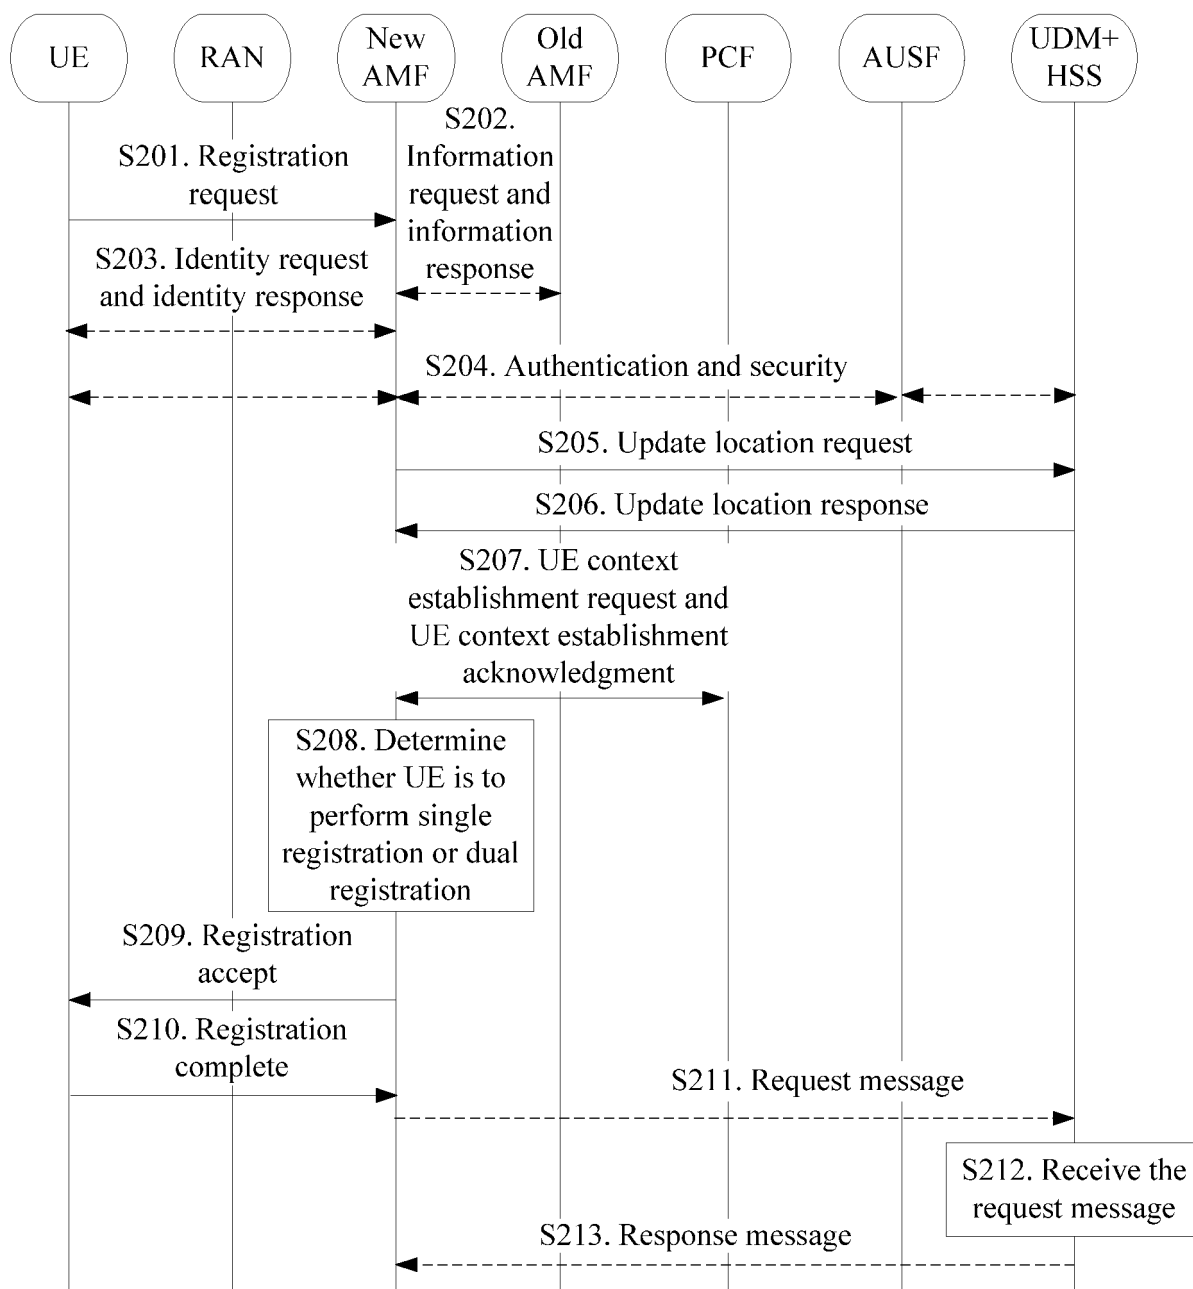 UE
RAN
New
AMF
Old
AMF
PCF
AUSF
UDM+
HSS
S201. Registration
request
S202.
Information
request and
information
response
S203. Identity request
and identity response
S204. Authentication and security
S205. Update location request
S206. Update location response
S207. UE context
establishment request and
UE context establishment
acknowledgment
S208. Determine
whether UE is to
perform single
registration or dual
registration
S209. Registration
accept
S210. Registration
complete
S211. Request message
S212. Receive the
request message
S213. Response message